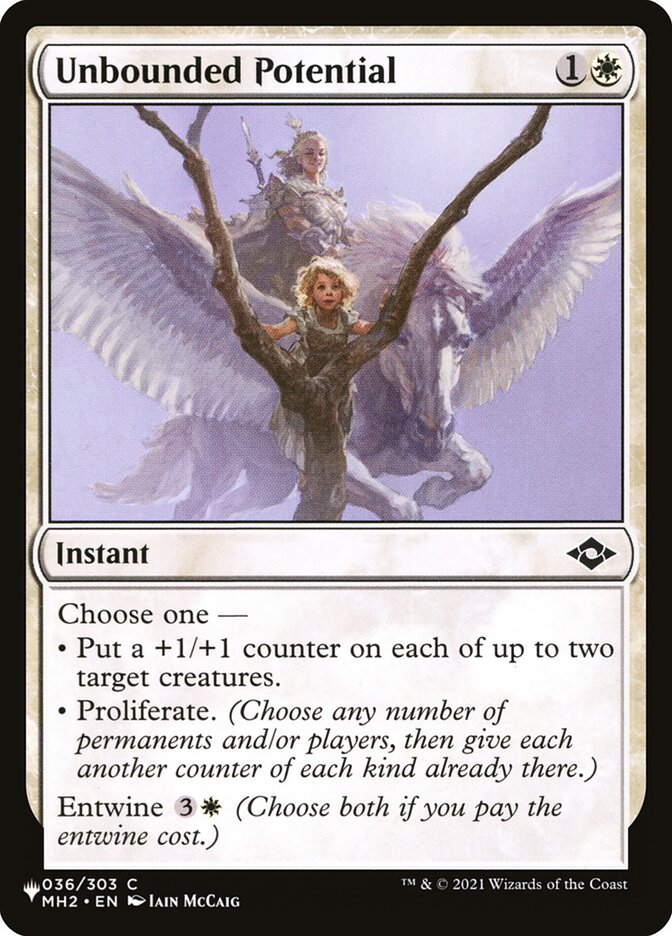 Unbounded Potential 1
Instant
Choose one —
• Put a +1/+1 counter on each of up to two
target creatures.
• Proliferate. (Choose any number of
permanents and/or players, then give each
another counter of each kind already there.)
Entwine 3 (Choose both if you pay the
entwine cost.)
036/303 C
MH2 • EN Iain McCaig
™ & © 2021 Wizards of the Coast